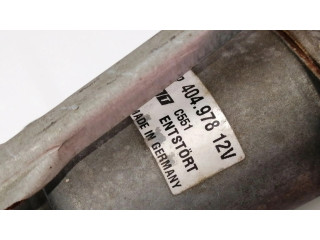 404.978 12V
C551
ENTSTÖRT
MADE IN GERMANY